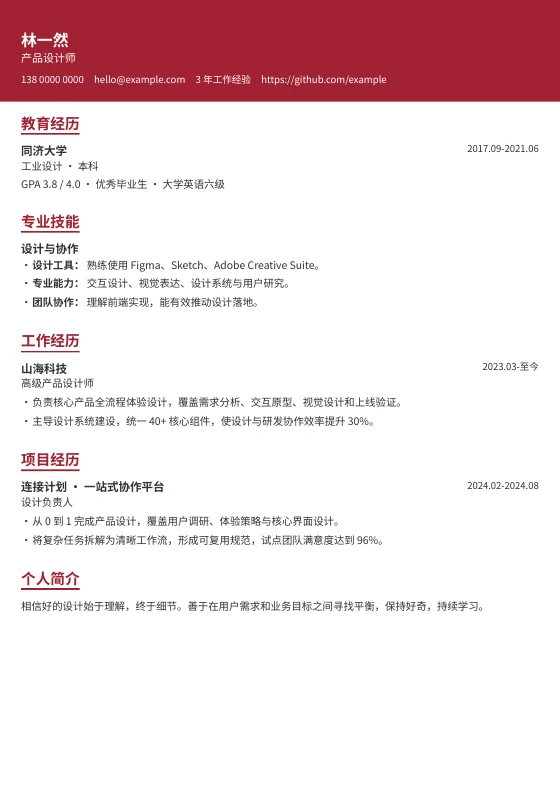 林一然
产品设计师
138 0000 0000 hello@example.com 3 年工作经验 https://github.com/example
教育经历
同济大学 2017.09-2021.06
工业设计 • 本科
GPA 3.8 / 4.0 • 优秀毕业生 • 大学英语六级
专业技能
设计与协作
• 设计工具： 熟练使用 Figma、Sketch、Adobe Creative Suite。
• 专业能力： 交互设计、视觉表达、设计系统与用户研究。
• 团队协作： 理解前端实现，能有效推动设计落地。
工作经历
山海科技 2023.03-至今
高级产品设计师
• 负责核心产品全流程体验设计，覆盖需求分析、交互原型、视觉设计和上线验证。
• 主导设计系统建设，统一 40+ 核心组件，使设计与研发协作效率提升 30%。
项目经历
连接计划 • 一站式协作平台 2024.02-2024.08
设计负责人
• 从 0 到 1 完成产品设计，覆盖用户调研、体验策略与核心界面设计。
• 将复杂任务拆解为清晰工作流，形成可复用规范，试点团队满意度达到 96%。
个人简介
相信好的设计始于理解，终于细节。善于在用户需求和业务目标之间寻找平衡，保持好奇，持续学习。